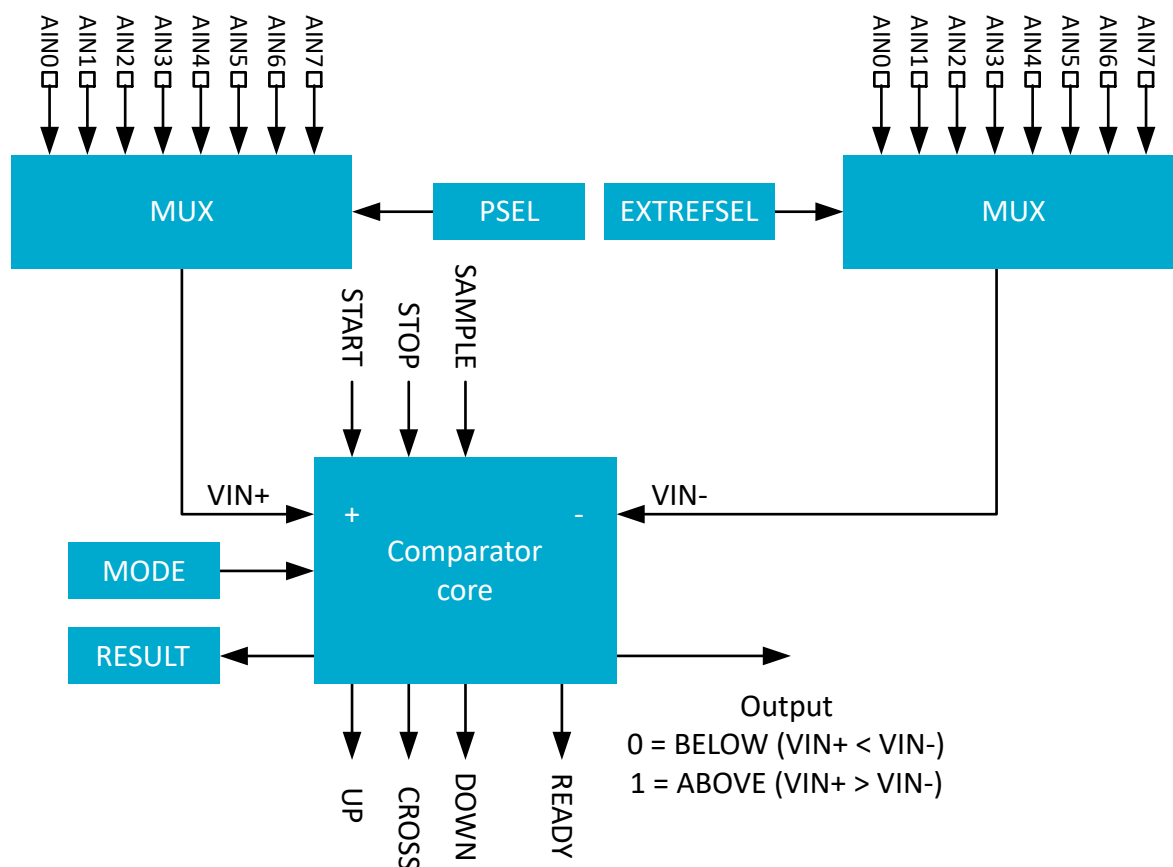 AIN0
AIN1
AIN2
AIN3
AIN4
AIN5
AIN6
AIN7
AIN0
AIN1
AIN2
AIN3
AIN4
AIN5
AIN6
AIN7
MUX
PSEL
EXTREFSEL
MUX
START
STOP
SAMPLE
VIN+
VIN-
+
-
Comparator
core
MODE
RESULT
Output
0 = BELOW (VIN+ < VIN-)
1 = ABOVE (VIN+ > VIN-)
UP
CROSS
DOWN
READY